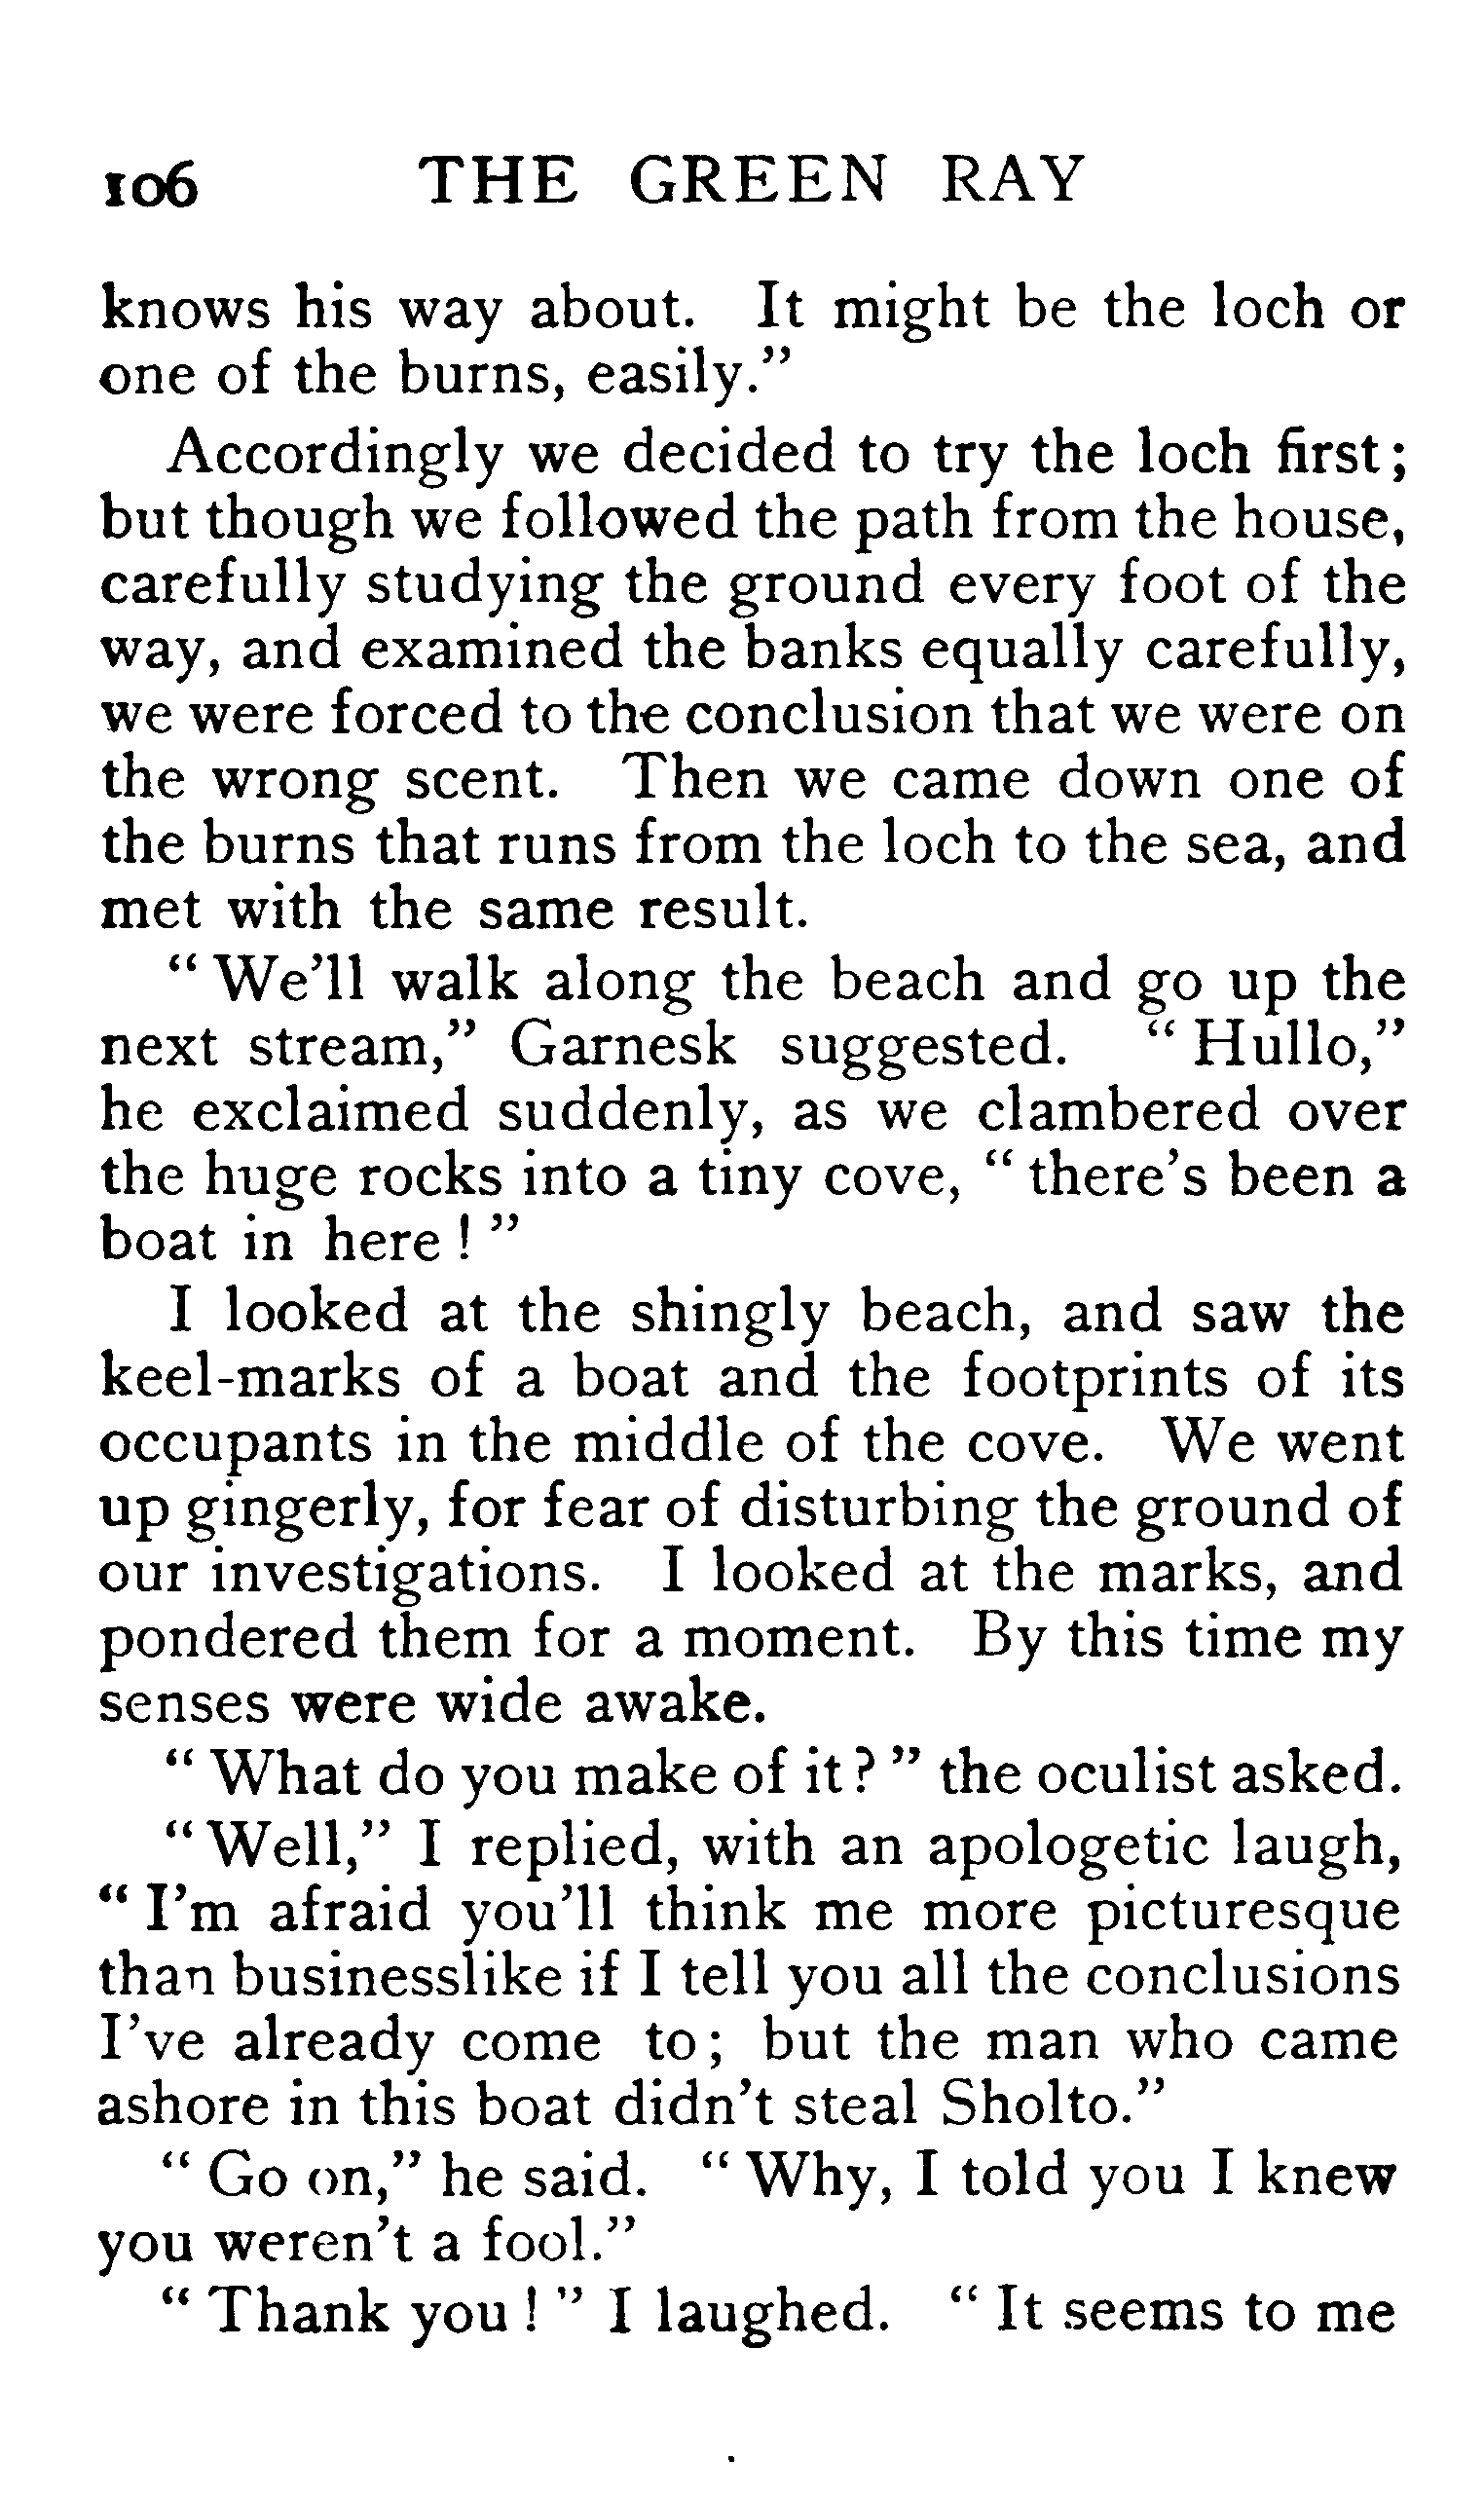 106 THE GREEN RAY
knows his way about. It might be the loch or
one of the burns, easily.”
Accordingly we decided to try the loch first;
but though we followed the path from the house,
carefully studying the ground every foot of the
way, and examined the banks equally carefully,
we were forced to the conclusion that we were on
the wrong scent. Then we came down one of
the burns that runs from the loch to the sea, and
met with the same result.
“ We’ll walk along the beach and go up the
next stream,” Garnesk suggested. “ Hullo,”
he exclaimed suddenly, as we clambered over
the huge rocks into a tiny cove, “ there’s been a
boat in here ! ”
I looked at the shingly beach, and saw the
keel-marks of a boat and the footprints of its
occupants in the middle of the cove. We went
up gingerly, for fear of disturbing the ground of
our investigations. I looked at the marks, and
pondered them for a moment. By this time my
senses were wide awake.
“ What do you make of it ? ” the oculist asked.
“ Well,” I replied, with an apologetic laugh,
“ I’m afraid you’ll think me more picturesque
than businesslike if I tell you all the conclusions
I’ve already come to ; but the man who came
ashore in this boat didn’t steal Sholto.”
“ Go on,” he said. “ Why, I told you I knew
you weren’t a fool.”
“ Thank you ! ” I laughed. “ It seems to me